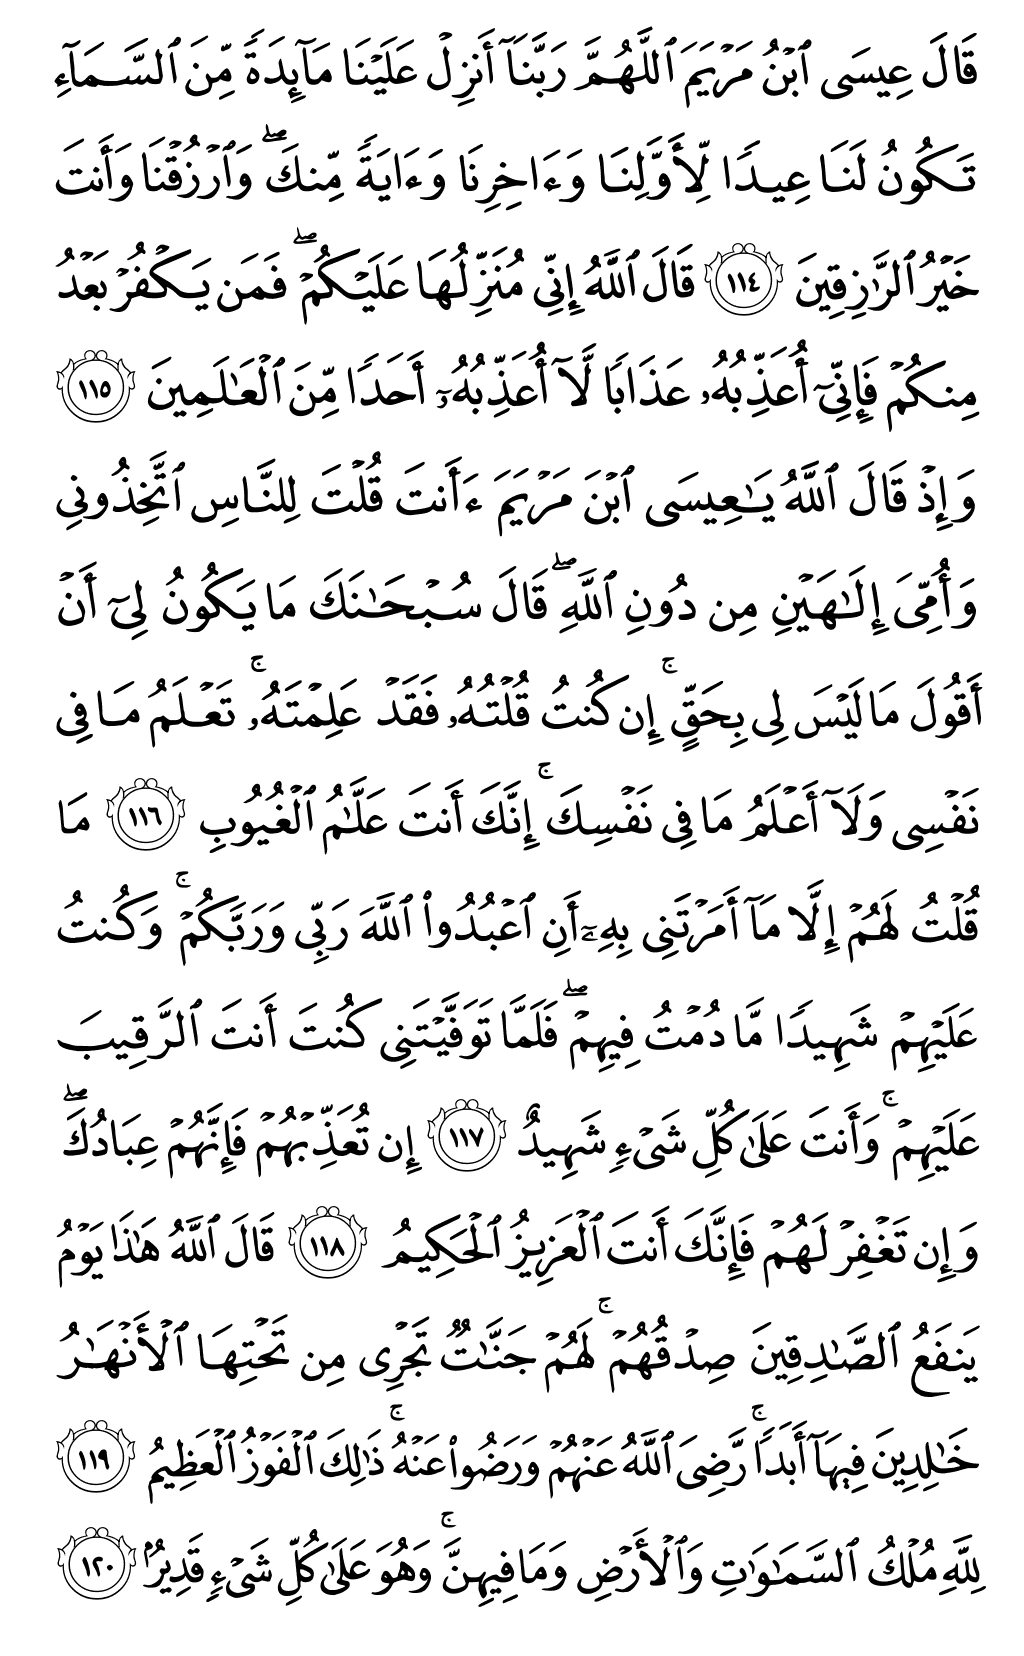 قَالَ عِيسَى ٱبۡنُ مَرۡيَمَ ٱللَّهُمَّ رَبَّنَآ أَنزِلۡ عَلَيۡنَا مَآئِدَةٗ مِّنَ ٱلسَّمَآءِ
تَكُونُ لَنَا عِيدٗا لِّأَوَّلِنَا وَءَاخِرِنَا وَءَايَةٗ مِّنكَۖ وَٱرۡزُقۡنَا وَأَنتَ
خَيۡرُ ٱلرَّٰزِقِينَ ١١٤ قَالَ ٱللَّهُ إِنِّي مُنَزِّلُهَا عَلَيۡكُمۡۖ فَمَن يَكۡفُرۡ بَعۡدُ
مِنكُمۡ فَإِنِّيٓ أُعَذِّبُهُۥ عَذَابٗا لَّآ أُعَذِّبُهُۥٓ أَحَدٗا مِّنَ ٱلۡعَٰلَمِينَ ١١٥
وَإِذۡ قَالَ ٱللَّهُ يَٰعِيسَى ٱبۡنَ مَرۡيَمَ ءَأَنتَ قُلۡتَ لِلنَّاسِ ٱتَّخِذُونِي
وَأُمِّيَ إِلَٰهَيۡنِ مِن دُونِ ٱللَّهِۖ قَالَ سُبۡحَٰنَكَ مَا يَكُونُ لِيٓ أَنۡ
أَقُولَ مَا لَيۡسَ لِي بِحَقٍّۚ إِن كُنتُ قُلۡتُهُۥ فَقَدۡ عَلِمۡتَهُۥۚ تَعۡلَمُ مَا فِي
نَفۡسِي وَلَآ أَعۡلَمُ مَا فِي نَفۡسِكَۚ إِنَّكَ أَنتَ عَلَّٰمُ ٱلۡغُيُوبِ ١١٦ مَا
قُلۡتُ لَهُمۡ إِلَّا مَآ أَمَرۡتَنِي بِهِۦٓ أَنِ ٱعۡبُدُواْ ٱللَّهَ رَبِّي وَرَبَّكُمۡۚ وَكُنتُ
عَلَيۡهِمۡ شَهِيدٗا مَّا دُمۡتُ فِيهِمۡۖ فَلَمَّا تَوَفَّيۡتَنِي كُنتَ أَنتَ ٱلرَّقِيبَ
عَلَيۡهِمۡۚ وَأَنتَ عَلَىٰ كُلِّ شَيۡءٖ شَهِيدٌ ١١٧ إِن تُعَذِّبۡهُمۡ فَإِنَّهُمۡ عِبَادُكَۖ
وَإِن تَغۡفِرۡ لَهُمۡ فَإِنَّكَ أَنتَ ٱلۡعَزِيزُ ٱلۡحَكِيمُ ١١٨ قَالَ ٱللَّهُ هَٰذَا يَوۡمُ
يَنفَعُ ٱلصَّٰدِقِينَ صِدۡقُهُمۡۚ لَهُمۡ جَنَّٰتٞ تَجۡرِي مِن تَحۡتِهَا ٱلۡأَنۡهَٰرُ
خَٰلِدِينَ فِيهَآ أَبَدٗاۚ رَّضِيَ ٱللَّهُ عَنۡهُمۡ وَرَضُواْ عَنۡهُۚ ذَٰلِكَ ٱلۡفَوۡزُ ٱلۡعَظِيمُ ١١٩
لِلَّهِ مُلۡكُ ٱلسَّمَٰوَٰتِ وَٱلۡأَرۡضِ وَمَا فِيهِنَّۚ وَهُوَ عَلَىٰ كُلِّ شَيۡءٖ قَدِيرُۢ ١٢٠